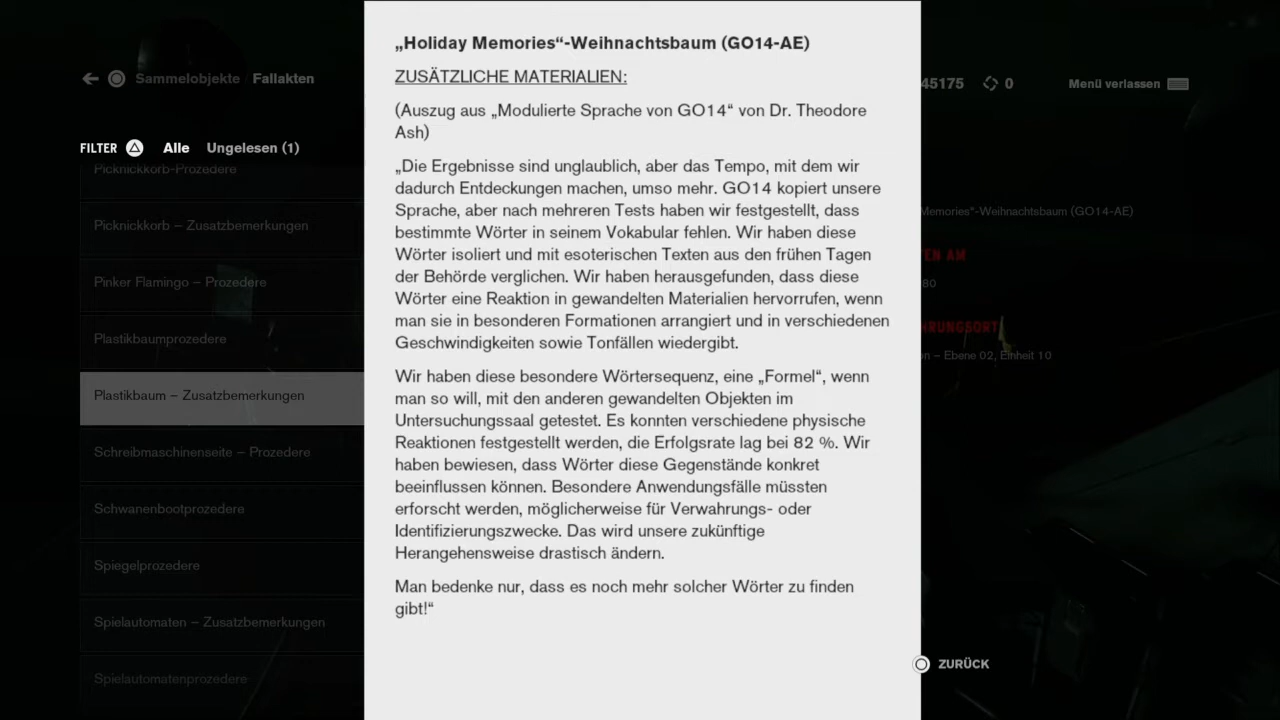 „Holiday Memories“-Weihnachtsbaum (GO14-AE)
ZUSÄTZLICHE MATERIALIEN:
(Auszug aus „Modulierte Sprache von GO14“ von Dr. Theodore
Ash)
„Die Ergebnisse sind unglaublich, aber das Tempo, mit dem wir
dadurch Entdeckungen machen, umso mehr. GO14 kopiert unsere
Sprache, aber nach mehreren Tests haben wir festgestellt, dass
bestimmte Wörter in seinem Vokabular fehlen. Wir haben diese
Wörter isoliert und mit esoterischen Texten aus den frühen Tagen
der Behörde verglichen. Wir haben herausgefunden, dass diese
Wörter eine Reaktion in gewandelten Materialien hervorrufen, wenn
man sie in besonderen Formationen arrangiert und in verschiedenen
Geschwindigkeiten sowie Tonfällen wiedergibt.
Wir haben diese besondere Wörtersequenz, eine „Formel“, wenn
man so will, mit den anderen gewandelten Objekten im
Untersuchungssaal getestet. Es konnten verschiedene physische
Reaktionen festgestellt werden, die Erfolgsrate lag bei 82 %. Wir
haben bewiesen, dass Wörter diese Gegenstände konkret
beeinflussen können. Besondere Anwendungsfälle müssten
erforscht werden, möglicherweise für Verwahrungs- oder
Identifizierungszwecke. Das wird unsere zukünftige
Herangehensweise drastisch ändern.
Man bedenke nur, dass es noch mehr solcher Wörter zu finden
gibt!“
Sammelobjekte Fallakten
FILTER Alle Ungelesen (1)
Picknickkorb-Prozedere
Picknickkorb – Zusatzbemerkungen
Pinker Flamingo – Prozedere
Plastikbaumprozedere
Plastikbaum – Zusatzbemerkungen
Schreibmaschinenseite – Prozedere
Schwanenbootprozedere
Spiegelprozedere
Spielautomaten – Zusatzbemerkungen
Spielautomatenprozedere
45175 0 Menü verlassen
Memories“-Weihnachtsbaum (GO14-AE)
EN AM
80
HRUNGSORT
n – Ebene 02, Einheit 10
ZURÜCK